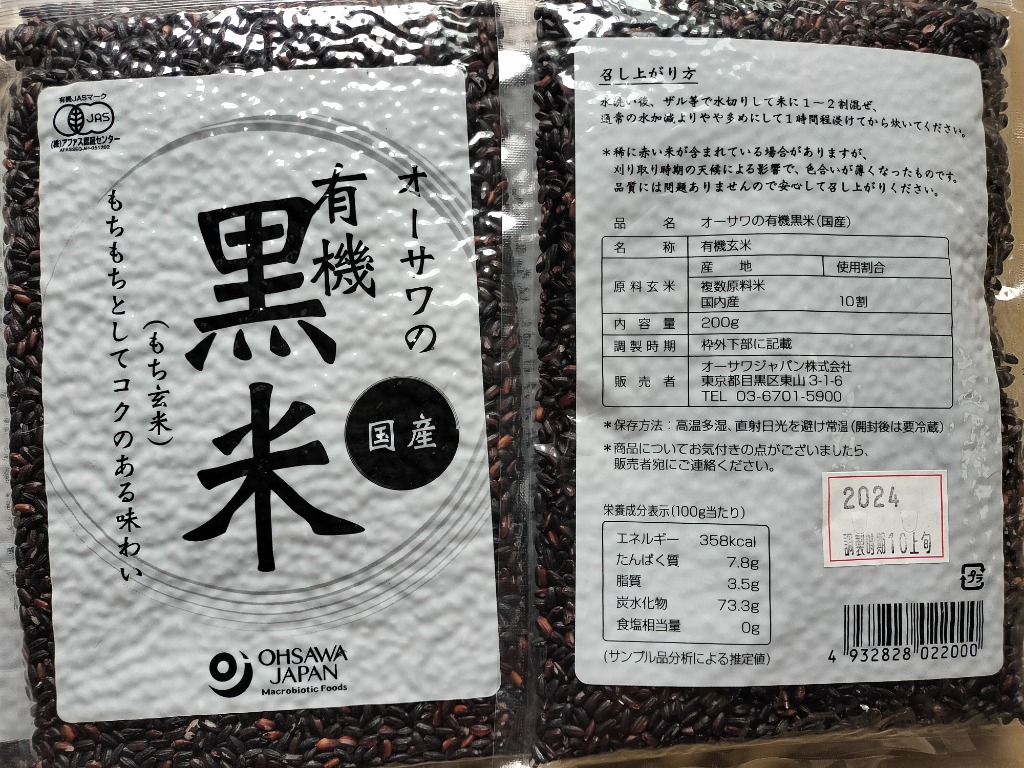 有機JASマーク
JAS
(株)アファス認証センター
AFASSEQ-AH-051202
オーサワの
有機
黒米
(もち玄米)
国産
もちもちとしてコクのある味わい
OHSAWA
JAPAN
Macrobiotic Foods
召し上がり方
水洗い後、ザル等で水切りして米に1〜2割混ぜ、
通常の水加減よりやや多めにして1時間程浸けてから炊いてください。
*稀に赤い米が含まれている場合がありますが、
刈り取り時期の天候による影響で、色合いが薄くなったものです。
品質には問題ありませんので安心して召し上がりください。
品名 オーサワの有機黒米(国産)
名称 有機玄米
原料玄米 産地 使用割合
複数原料米
国内産 10割
内容量 200g
調製時期 枠外下部に記載
販売者 オーサワジャパン株式会社
東京都目黒区東山 3-1-6
TEL 03-6701-5900
*保存方法:高温多湿、直射日光を避け常温(開封後は要冷蔵)
*商品についてお気付きの点がございましたら、
販売者宛にご連絡ください。
2024
調製時期10上旬
栄養成分表示(100g当たり)
エネルギー 358kcal
たんぱく質 7.8g
脂質 3.5g
炭水化物 73.3g
食塩相当量 0g
(サンプル品分析による推定値)
プラ
4 932828 022000